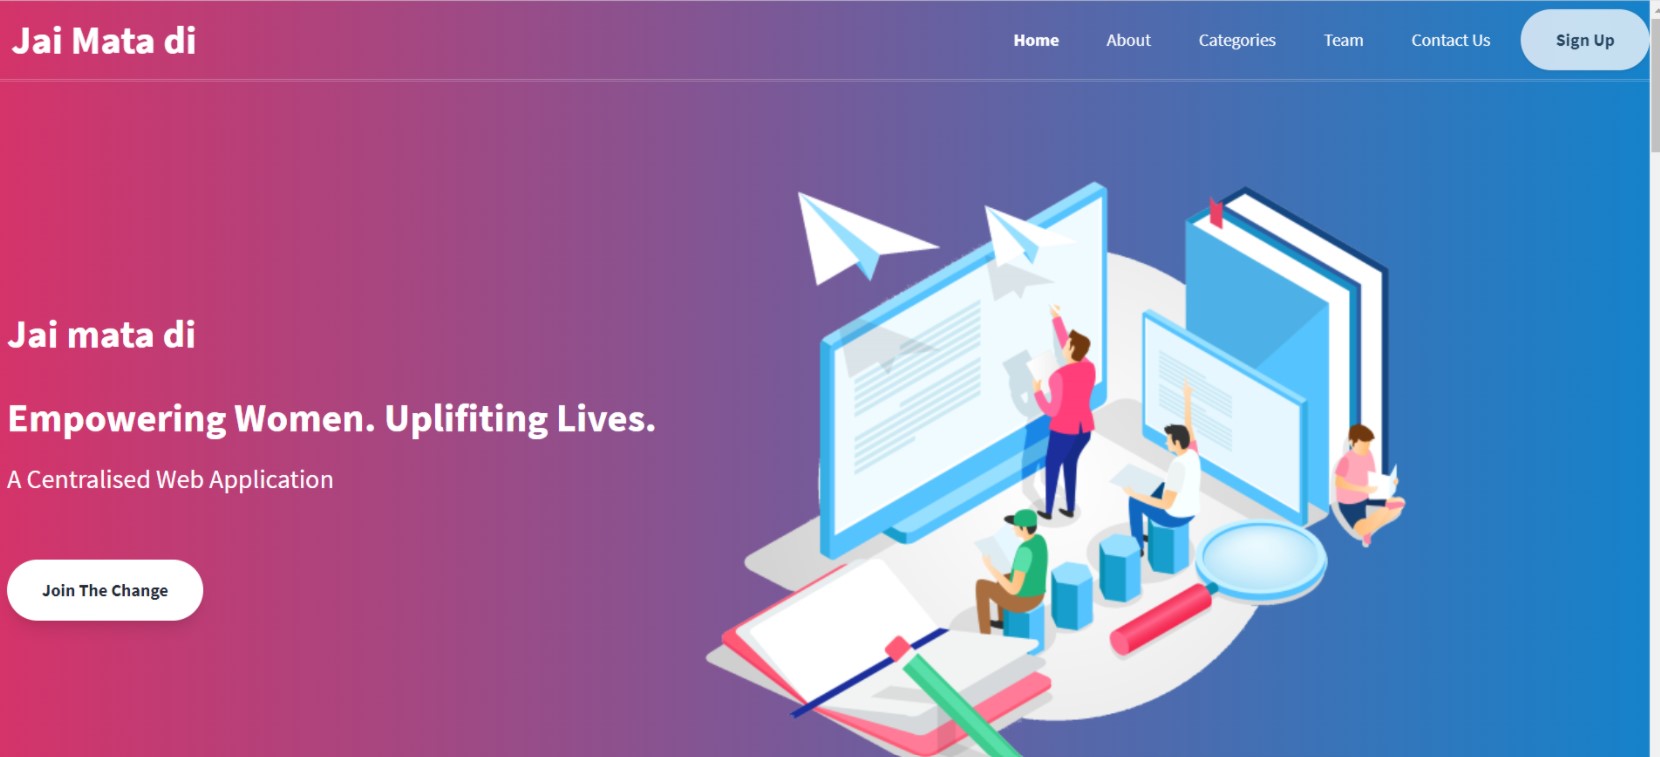 Jai Mata di
Home About Categories Team Contact Us Sign Up
Jai mata di
Empowering Women. Uplifiting Lives.
A Centralised Web Application
Join The Change